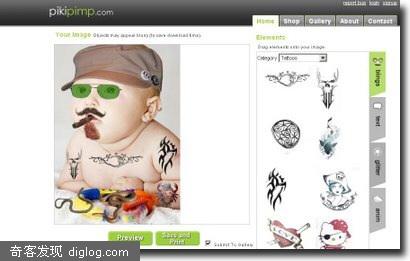 report bug login signup
pikipimp.com
Home Shop Gallery About Contact
Your Image Objects may appear blurry (to save download time).
Elements
Drag elements onto your image.
Category Tattoos
blings
text
glitter
anim
Preview
Save and Print
Submit To Gallery
奇客发现 diglog.com